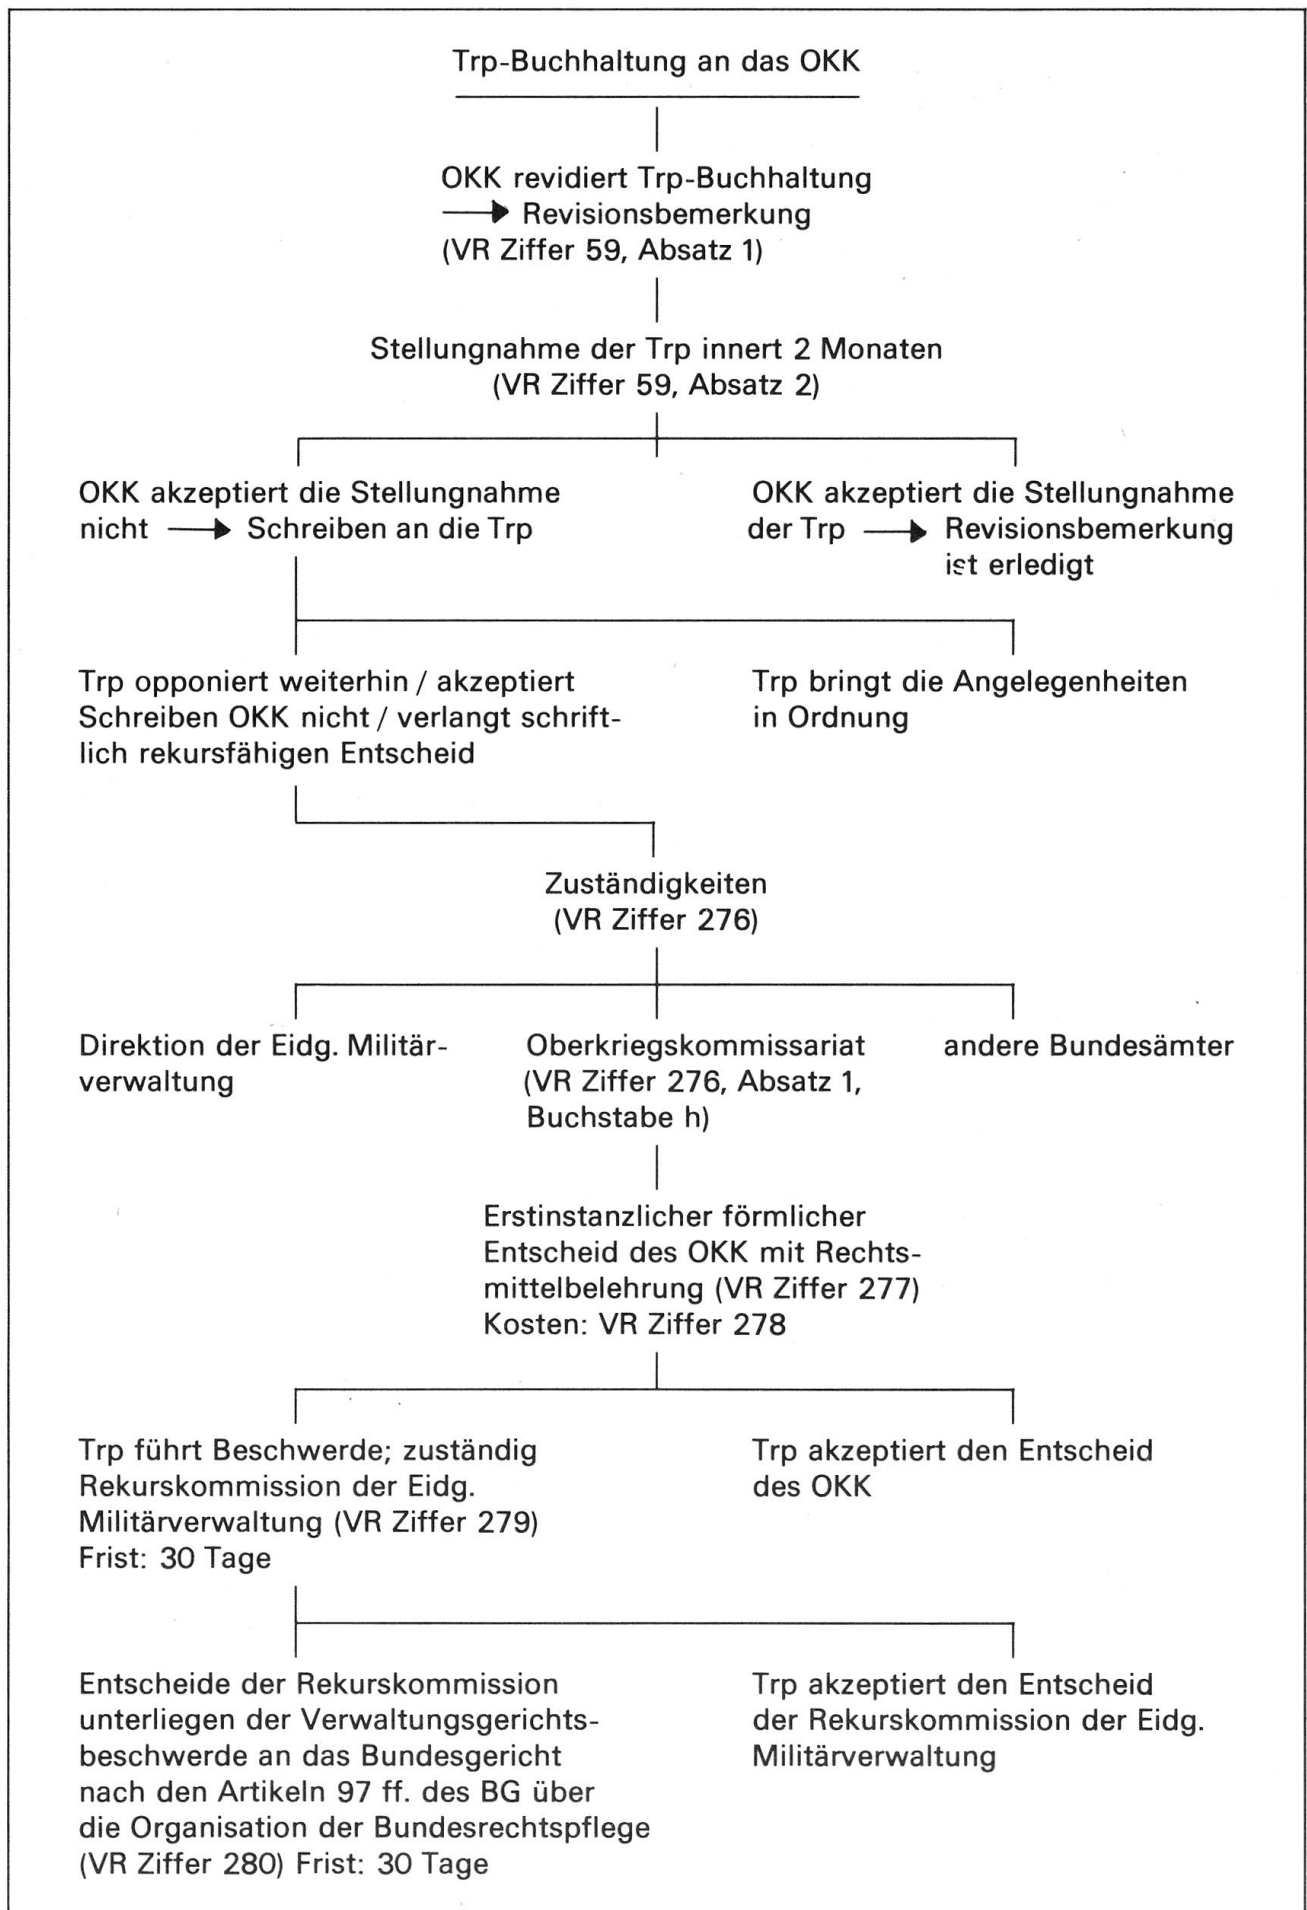 Trp-Buchhaltung an das OKK
OKK revidiert Trp-Buchhaltung
→ Revisionsbemerkung
(VR Ziffer 59, Absatz 1)
Stellungnahme der Trp innert 2 Monaten
(VR Ziffer 59, Absatz 2)
OKK akzeptiert die Stellungnahme
nicht → Schreiben an die Trp
OKK akzeptiert die Stellungnahme
der Trp → Revisionsbemerkung
ist erledigt
Trp opponiert weiterhin / akzeptiert
Schreiben OKK nicht / verlangt schrift-
lich rekursfähigen Entscheid
Trp bringt die Angelegenheiten
in Ordnung
Zuständigkeiten
(VR Ziffer 276)
Direktion der Eidg. Militär-
verwaltung
Oberkriegskommissariat
(VR Ziffer 276, Absatz 1,
Buchstabe h)
andere Bundesämter
Erstinstanzlicher förmlicher
Entscheid des OKK mit Rechts-
mittelbelehrung (VR Ziffer 277)
Kosten: VR Ziffer 278
Trp führt Beschwerde; zuständig
Rekurskommission der Eidg.
Militärverwaltung (VR Ziffer 279)
Frist: 30 Tage
Trp akzeptiert den Entscheid
des OKK
Entscheide der Rekurskommission
unterliegen der Verwaltungsgerichts-
beschwerde an das Bundesgericht
nach den Artikeln 97 ff. des BG über
die Organisation der Bundesrechtspflege
(VR Ziffer 280) Frist: 30 Tage
Trp akzeptiert den Entscheid
der Rekurskommission der Eidg.
Militärverwaltung